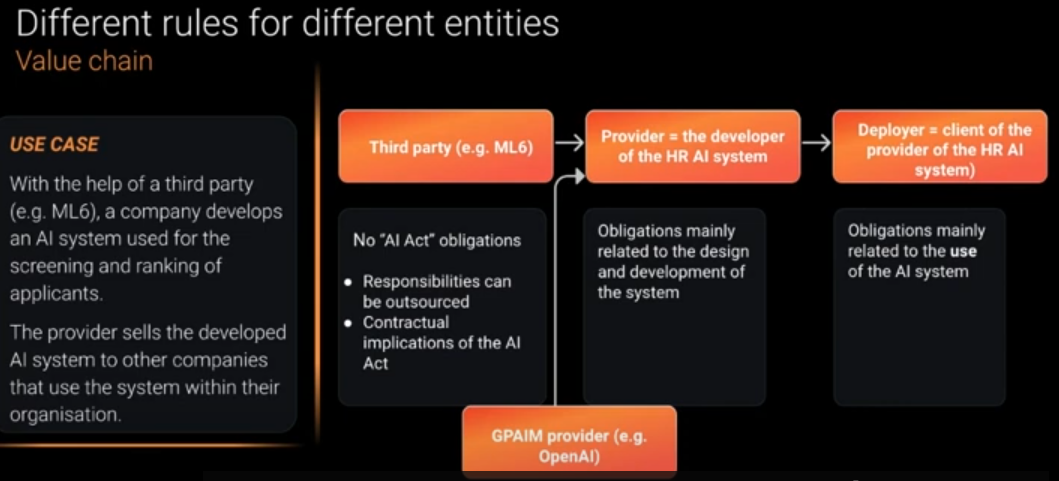 Different rules for different entities
Value chain
USE CASE
With the help of a third party
(e.g. ML6), a company develops
an AI system used for the
screening and ranking of
applicants.
The provider sells the developed
AI system to other companies
that use the system within their
organisation.
Third party (e.g. ML6)
Provider = the developer
of the HR AI system
Deployer = client of the
provider of the HR AI
system)
No “AI Act” obligations
• Responsibilities can
be outsourced
• Contractual
implications of the AI
Act
Obligations mainly
related to the design
and development of
the system
Obligations mainly
related to the use
of the AI system
GPAIM provider (e.g.
OpenAI)